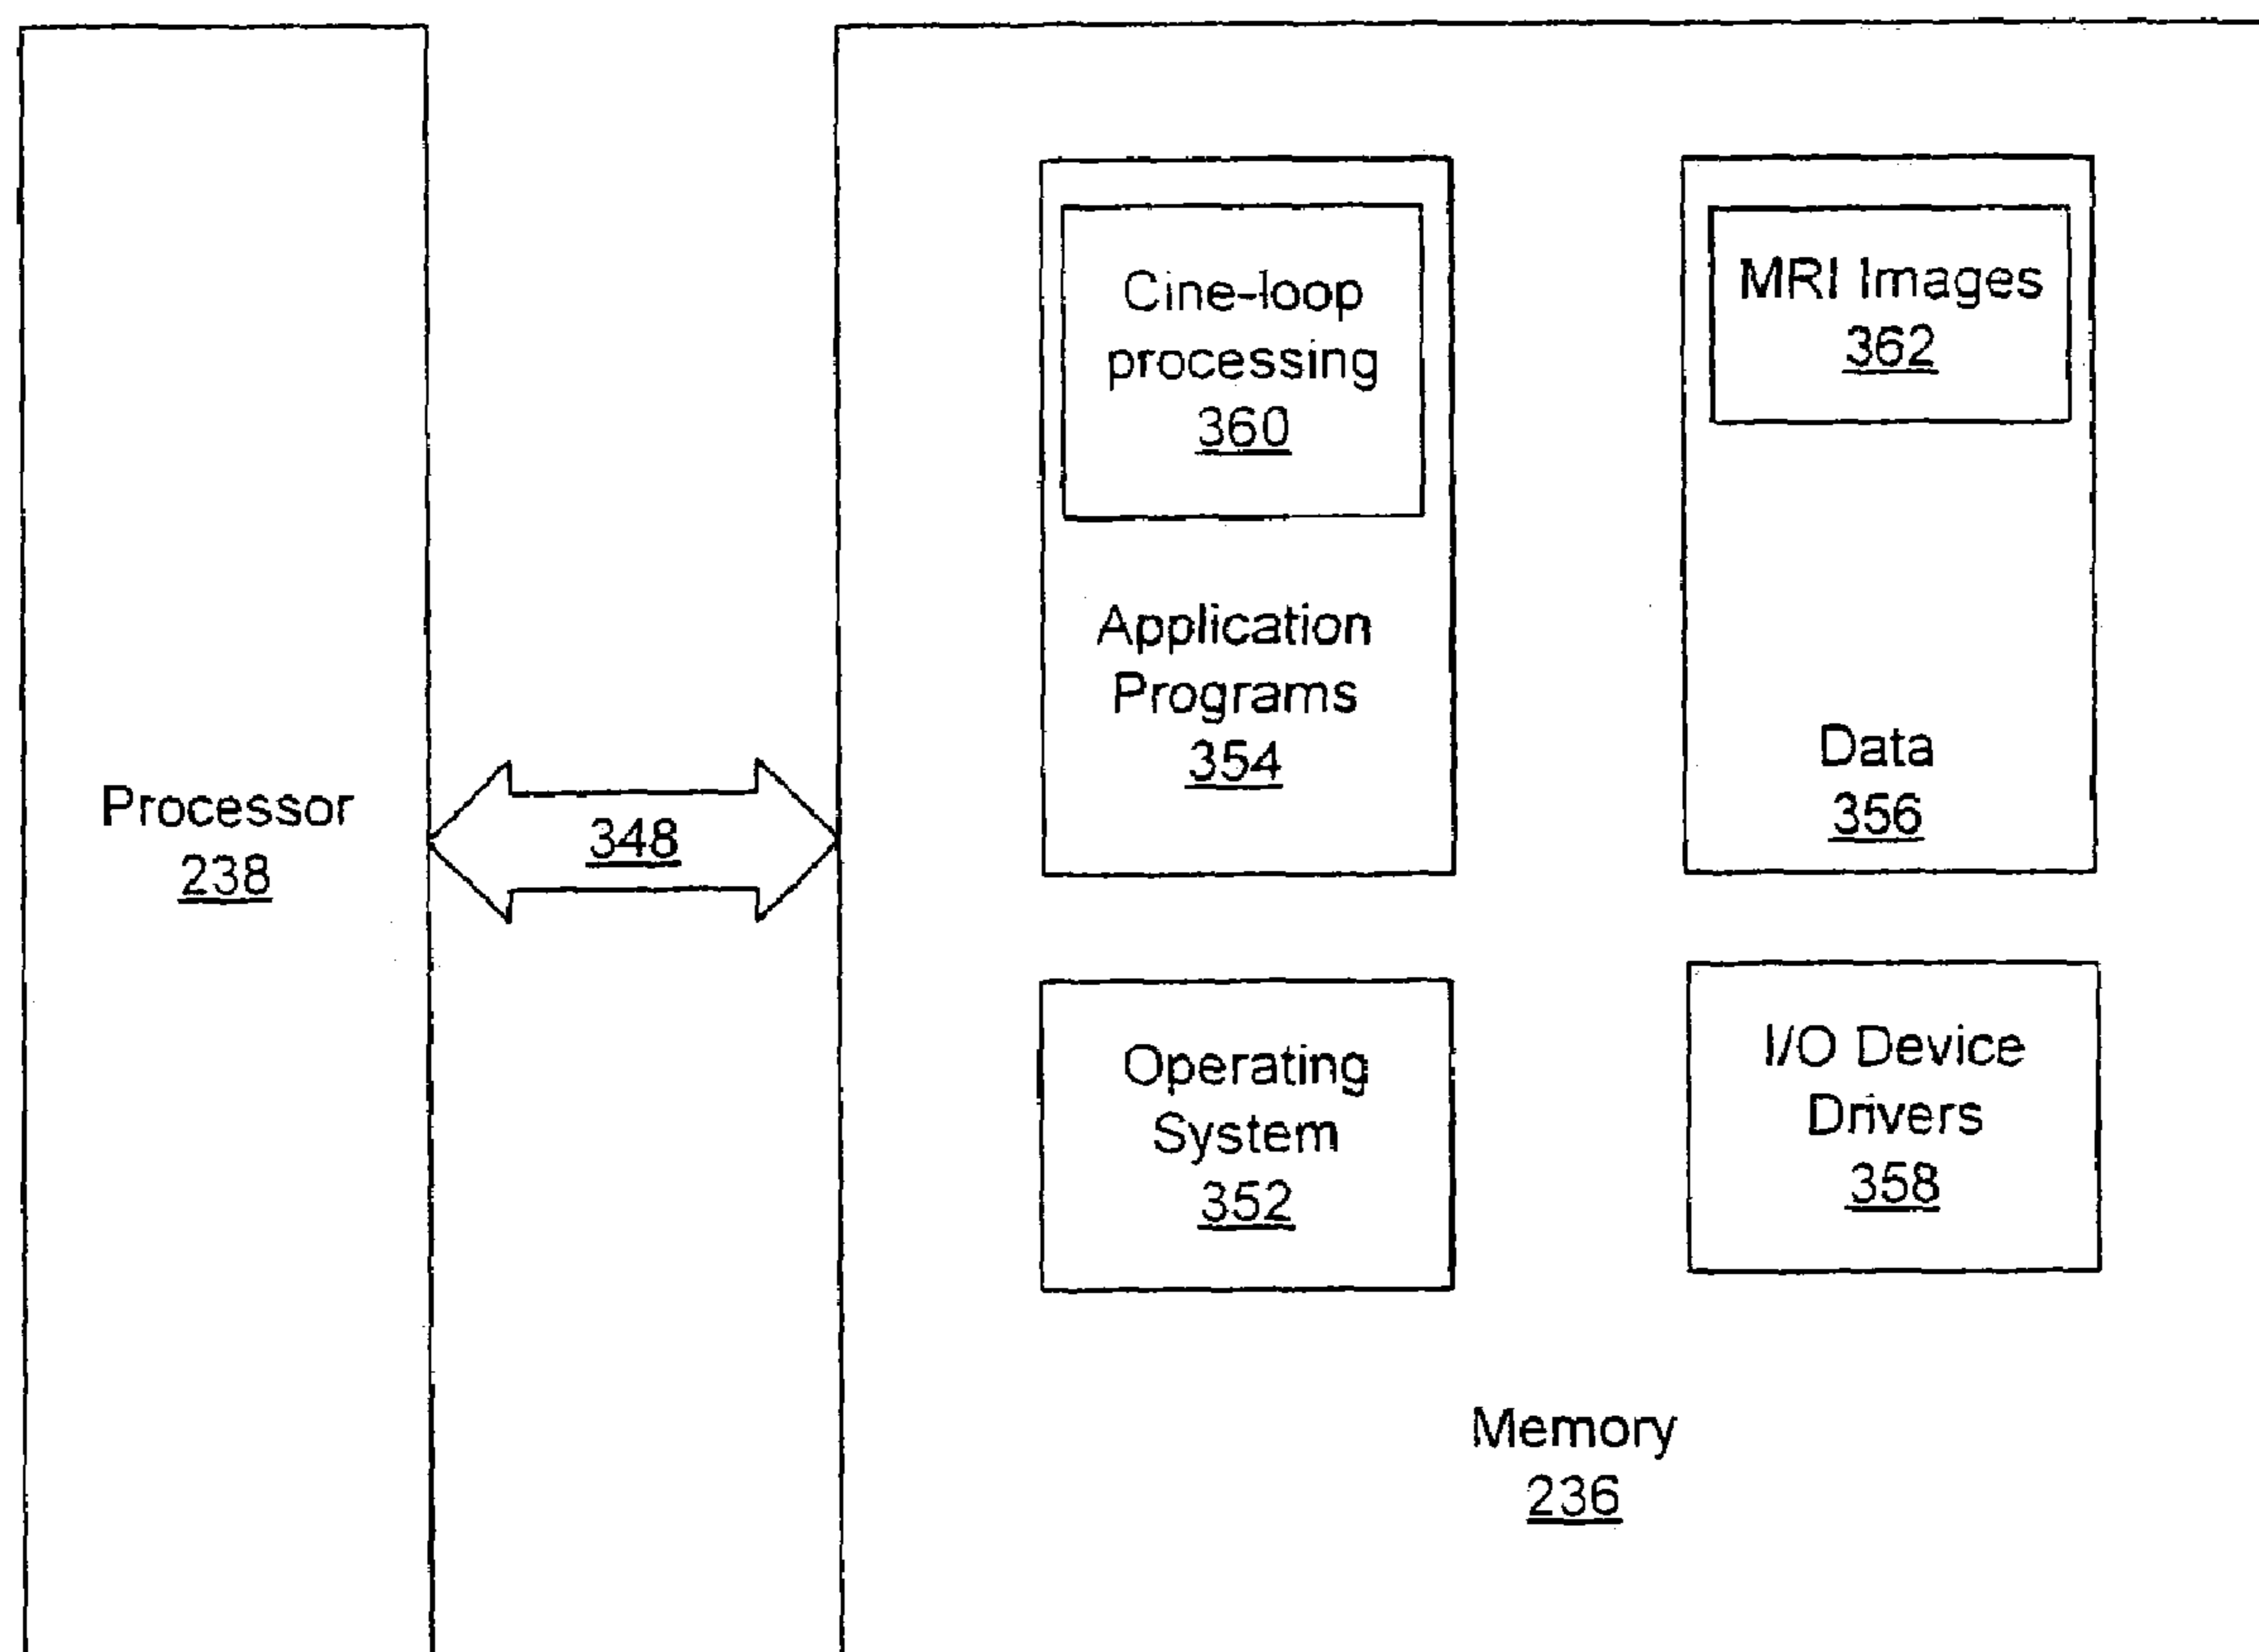 Processor
238
348
Cine-loop
processing
360
Application
Programs
354
MRI Images
362
Data
356
Operating
System
352
I/O Device
Drivers
358
Memory
236